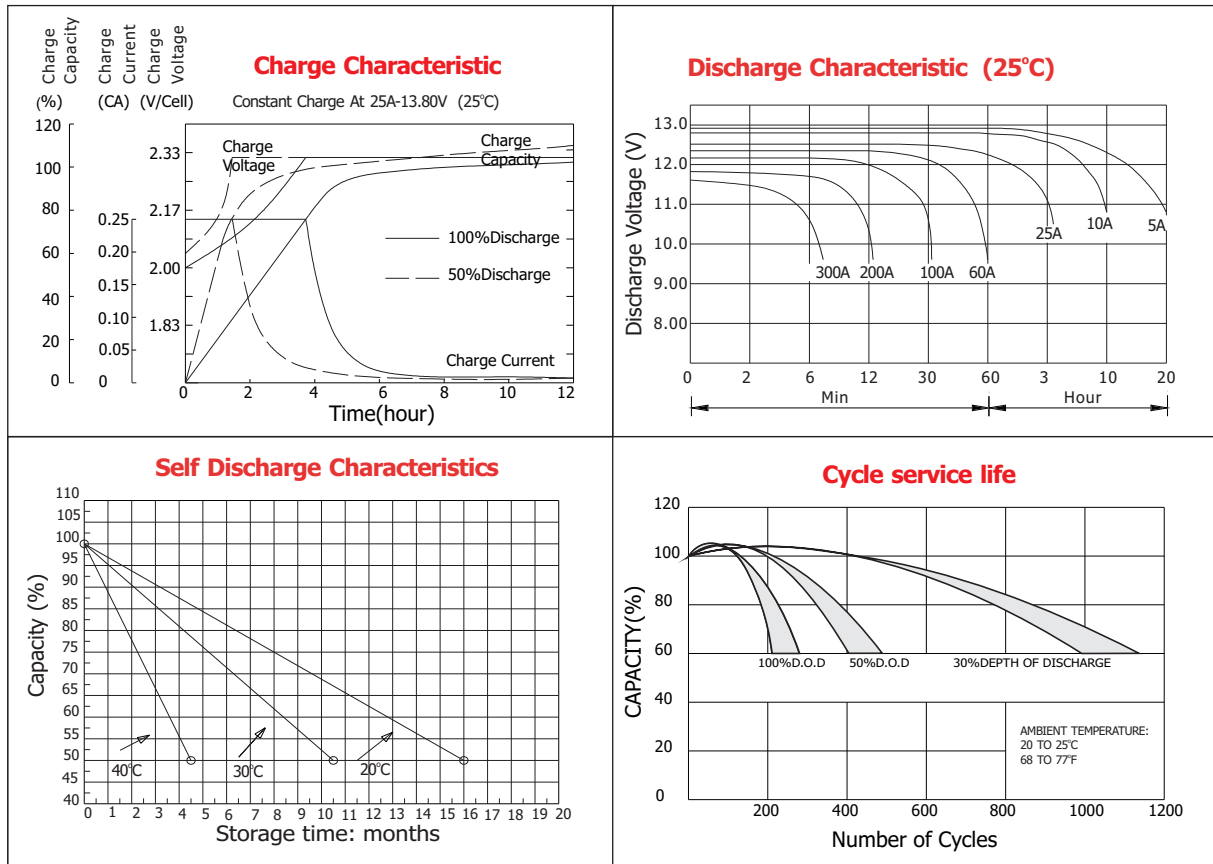 Charge Capacity
Charge Current
Charge Voltage
(%) (CA) (V/Cell)
Charge Characteristic
Constant Charge At 25A-13.80V (25°C)
120
100
80
60
40
20
0
0.25
0.20
0.15
0.10
0.05
0
2.33
2.17
2.00
1.83
Charge
Voltage
Charge
Capacity
100%Discharge
50%Discharge
Charge Current
0 2 4 6 8 10 12
Time(hour)
Discharge Characteristic (25°C)
Discharge Voltage (V)
13.0
12.0
11.0
10.0
9.00
8.00
300A 200A 100A 60A 25A 10A 5A
0 2 6 12 30 60 3 10 20
Min Hour
Self Discharge Characteristics
Capacity (%)
110
105
100
95
90
85
80
75
70
65
60
55
50
45
40
40°C 30°C 20°C
0 1 2 3 4 5 6 7 8 9 10 11 12 13 14 15 16 17 18 19 20
Storage time: months
Cycle service life
CAPACITY(%)
120
100
80
60
40
20
0
100%D.O.D 50%D.O.D 30%DEPTH OF DISCHARGE
AMBIENT TEMPERATURE:
20 TO 25°C
68 TO 77°F
200 400 600 800 1000 1200
Number of Cycles